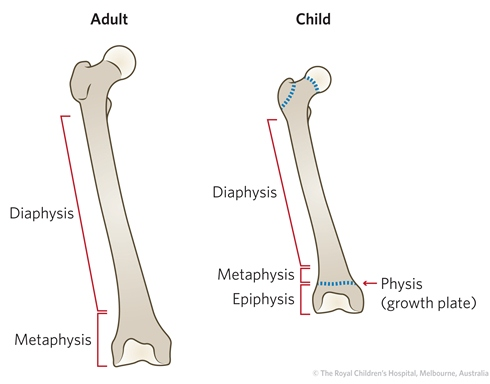 Adult
Child
Diaphysis
Metaphysis
Diaphysis
Metaphysis
Epiphysis
Physis
(growth plate)
© The Royal Children's Hospital, Melbourne, Australia